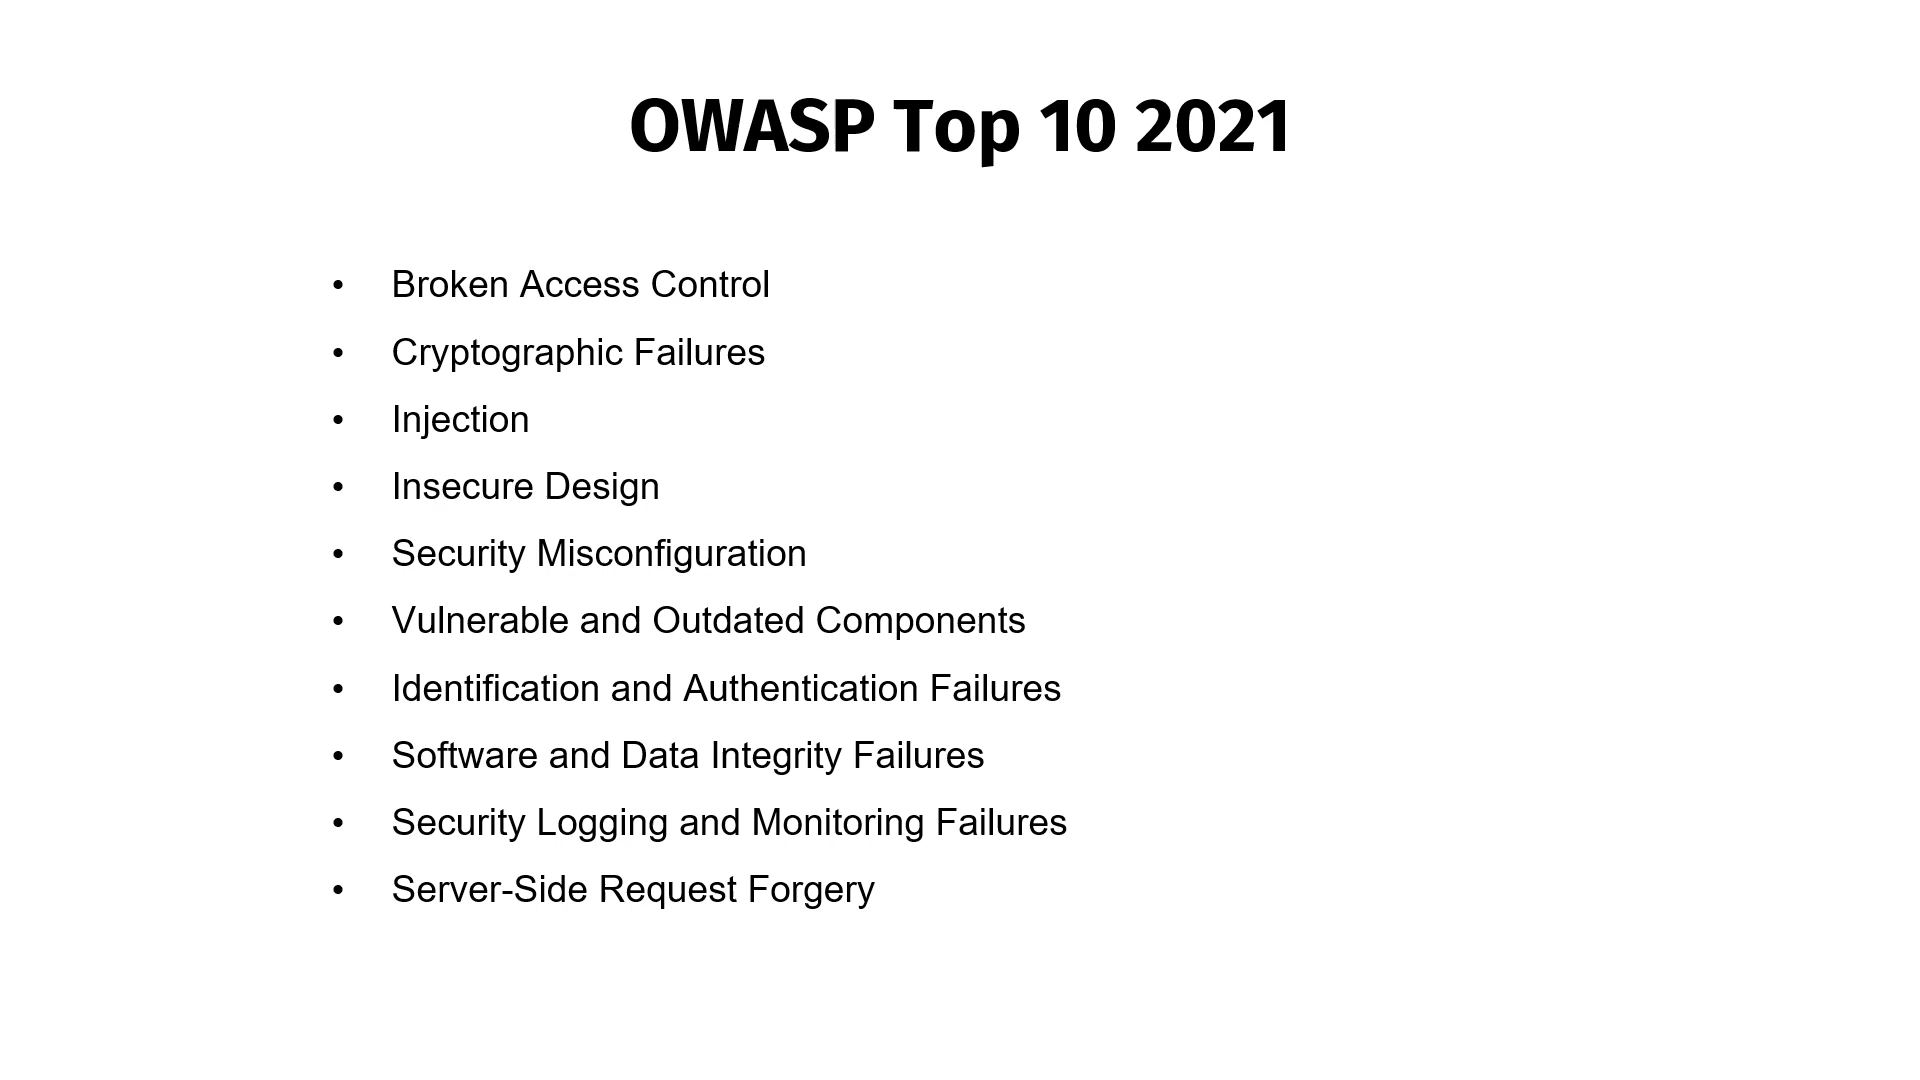 OWASP Top 10 2021
• Broken Access Control
• Cryptographic Failures
• Injection
• Insecure Design
• Security Misconfiguration
• Vulnerable and Outdated Components
• Identification and Authentication Failures
• Software and Data Integrity Failures
• Security Logging and Monitoring Failures
• Server-Side Request Forgery